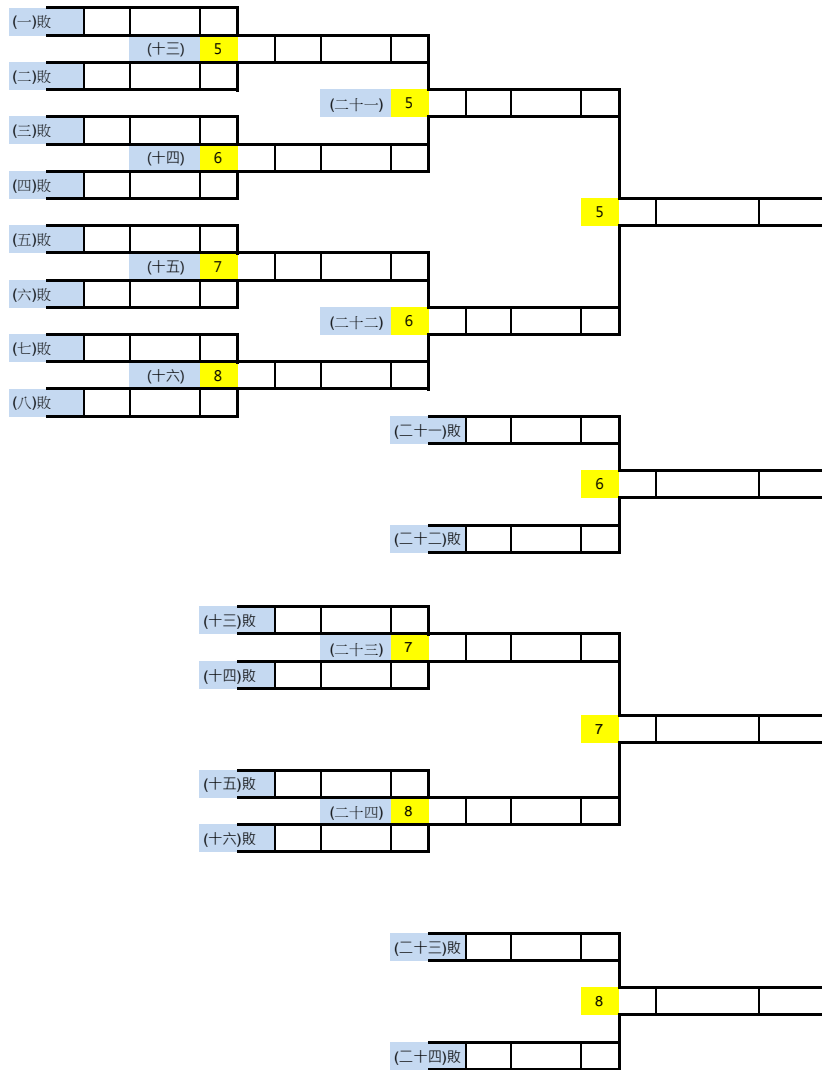 (一)敗
(十三) 5
(二)敗
(二十一) 5
(三)敗
(十四) 6
(四)敗
5
(五)敗
(十五) 7
(六)敗
(二十二) 6
(七)敗
(十六) 8
(八)敗
(二十一)敗
6
(二十二)敗
(十三)敗
(二十三) 7
(十四)敗
7
(十五)敗
(二十四) 8
(十六)敗
(二十三)敗
8
(二十四)敗